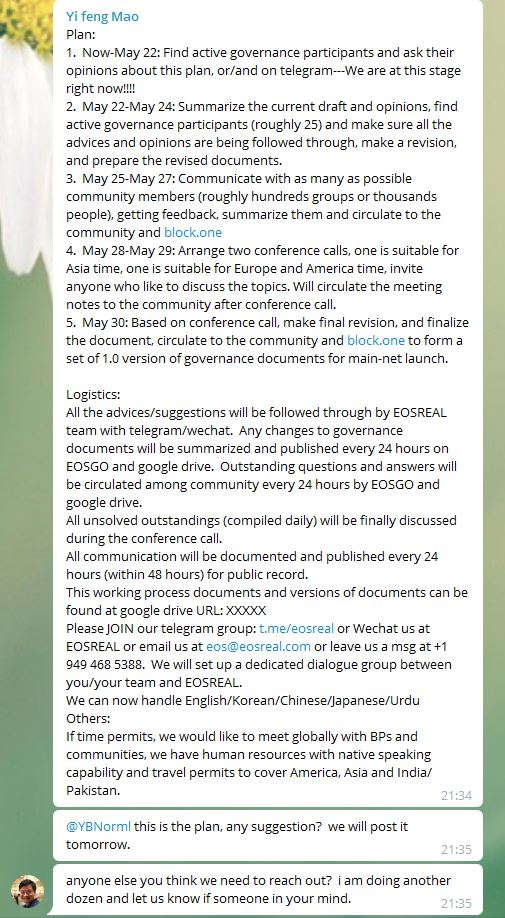 Yi feng Mao
Plan:
1.  Now-May 22: Find active governance participants and ask their
opinions about this plan, or/and on telegram---We are at this stage
right now!!!!
2.  May 22-May 24: Summarize the current draft and opinions, find
active governance participants (roughly 25) and make sure all the
advices and opinions are being followed through, make a revision,
and prepare the revised documents.
3.  May 25-May 27: Communicate with as many as possible
community members (roughly hundreds groups or thousands
people), getting feedback, summarize them and circulate to the
community and block.one
4.  May 28-May 29: Arrange two conference calls, one is suitable for
Asia time, one is suitable for Europe and America time, invite
anyone who like to discuss the topics. Will circulate the meeting
notes to the community after conference call.
5.  May 30: Based on conference call, make final revision, and finalize
the document, circulate to the community and block.one to form a
set of 1.0 version of governance documents for main-net launch.

Logistics:
All the advices/suggestions will be followed through by EOSREAL
team with telegram/wechat.  Any changes to governance
documents will be summarized and published every 24 hours on
EOSGO and google drive.  Outstanding questions and answers will
be circulated among community every 24 hours by EOSGO and
google drive.
All unsolved outstandings (compiled daily) will be finally discussed
during the conference call.
All communication will be documented and published every 24
hours (within 48 hours) for public record.
This working process documents and versions of documents can be
found at google drive URL: XXXXX
Please JOIN our telegram group: t.me/eosreal or Wechat us at
EOSREAL or email us at eos@eosreal.com or leave us a msg at +1
949 468 5388.  We will set up a dedicated dialogue group between
you/your team and EOSREAL.
We can now handle English/Korean/Chinese/Japanese/Urdu
Others:
If time permits, we would like to meet globally with BPs and
communities, we have human resources with native speaking
capability and travel permits to cover America, Asia and India/
Pakistan.
21:34
@YBNorml this is the plan, any suggestion?  we will post it
tomorrow.
21:35
anyone else you think we need to reach out?  i am doing another
dozen and let us know if someone in your mind.
21:35